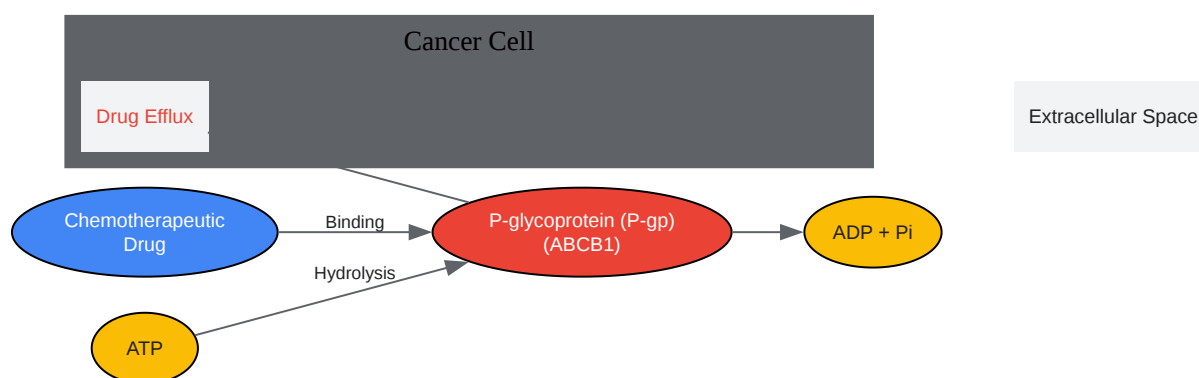 Cancer Cell
Drug Efflux
Extracellular Space
Chemotherapeutic
Drug
Binding
P-glycoprotein (P-gp)
(ABCB1)
ADP + Pi
Hydrolysis
ATP